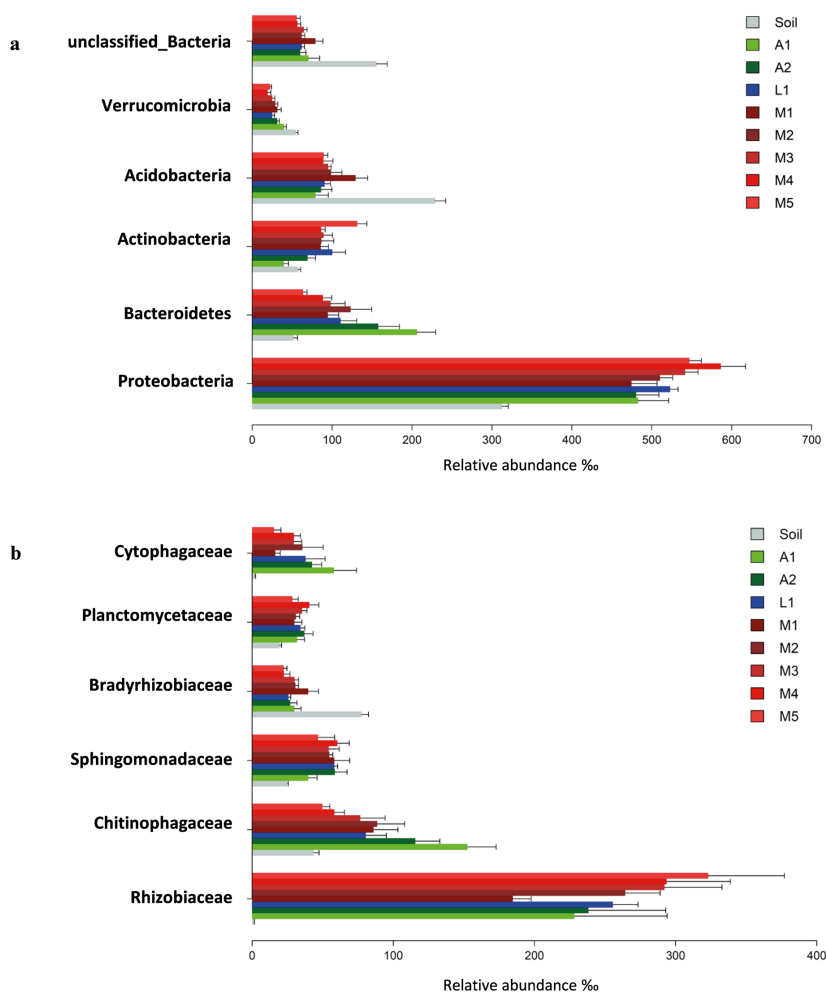 a
unclassified_Bacteria
Verrucomicrobia
Acidobacteria
Actinobacteria
Bacteroidetes
Proteobacteria
Soil
A1
A2
L1
M1
M2
M3
M4
M5
0 100 200 300 400 500 600 700
Relative abundance ‰
b
Cytophagaceae
Planctomycetaceae
Bradyrhizobiaceae
Sphingomonadaceae
Chitinophagaceae
Rhizobiaceae
Soil
A1
A2
L1
M1
M2
M3
M4
M5
0 100 200 300 400
Relative abundance ‰